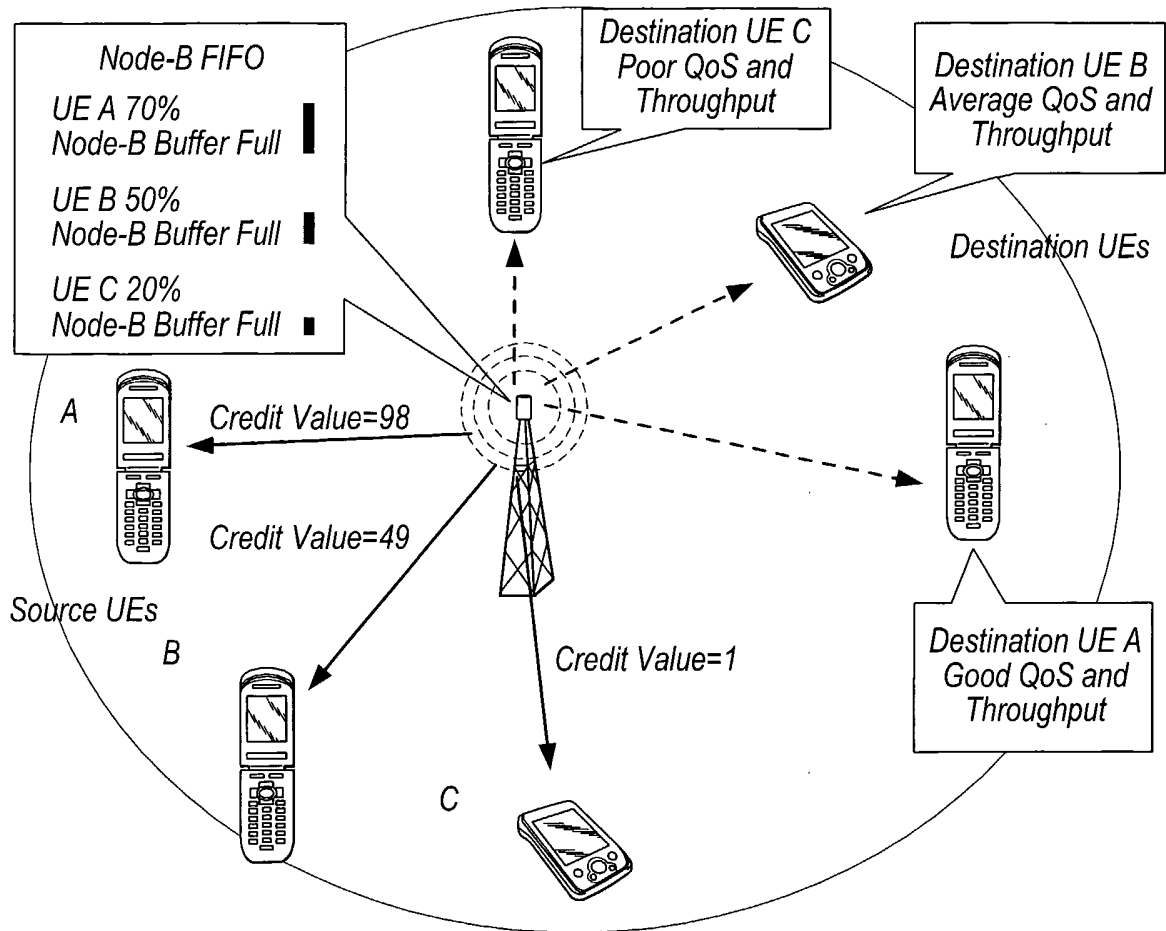 Node-B FIFO
UE A 70%
Node-B Buffer Full
UE B 50%
Node-B Buffer Full
UE C 20%
Node-B Buffer Full
Destination UE C
Poor QoS and
Throughput
Destination UE B
Average QoS and
Throughput
Destination UEs
A
Credit Value=98
Credit Value=49
Source UEs
B
Credit Value=1
C
Destination UE A
Good QoS and
Throughput